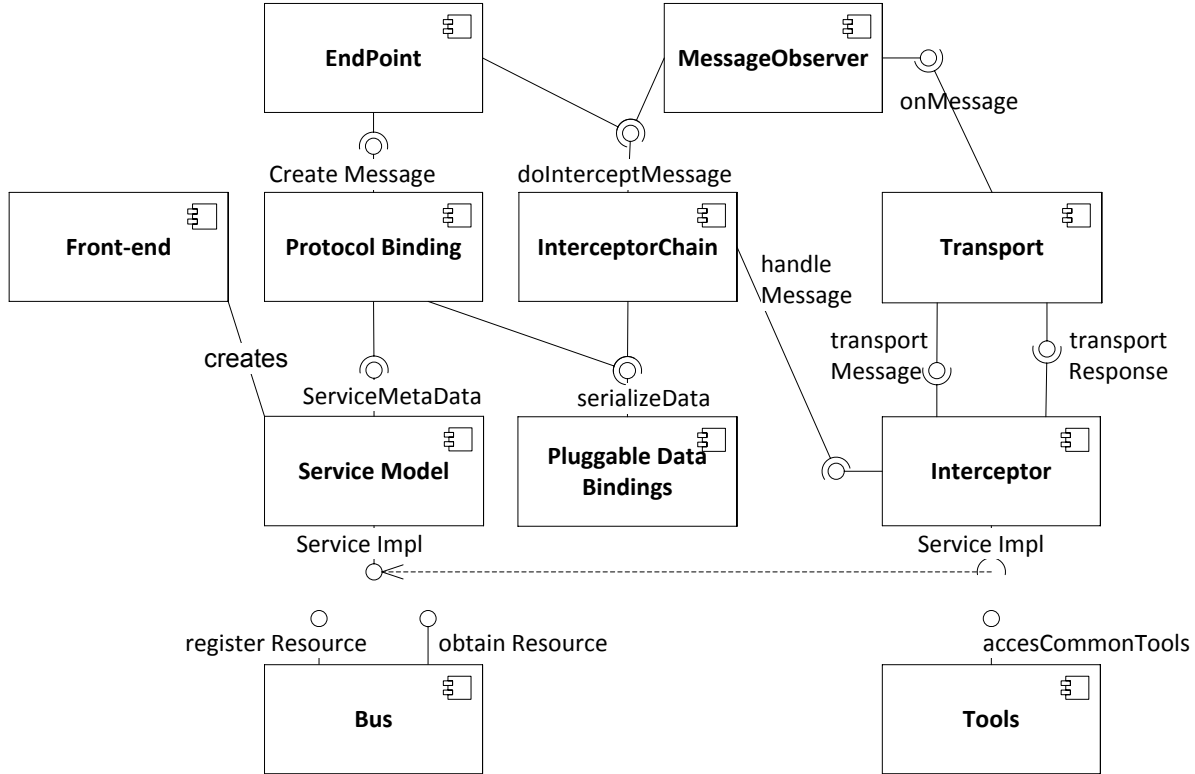 EndPoint
MessageObserver
onMessage
Create Message
doInterceptMessage
Front-end
Protocol Binding
InterceptorChain
Transport
handle
Message
creates
transport
Message
transport
Response
ServiceMetaData
serializeData
Service Model
Pluggable Data
Bindings
Interceptor
Service Impl
Service Impl
register Resource
obtain Resource
accesCommonTools
Bus
Tools